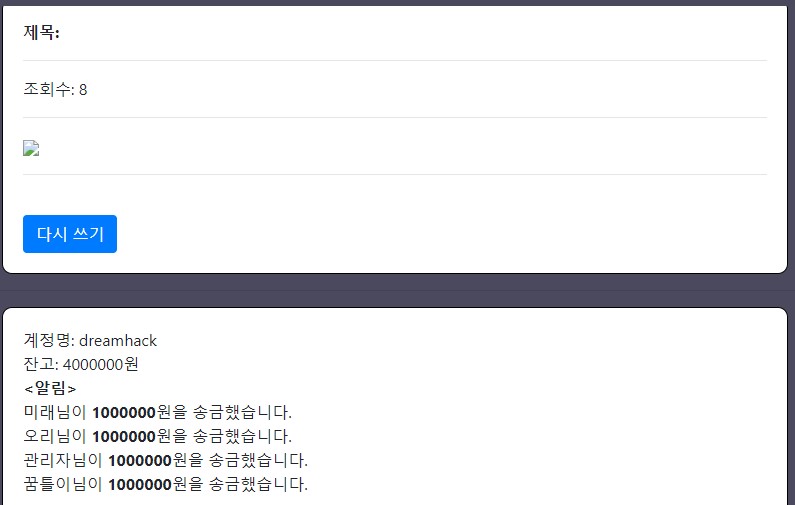 제목:
조회수: 8
다시 쓰기
계정명: dreamhack
잔고: 4000000원
<알림>
미래님이 1000000원을 송금했습니다.
오리님이 1000000원을 송금했습니다.
관리자님이 1000000원을 송금했습니다.
꿈틀이님이 1000000원을 송금했습니다.